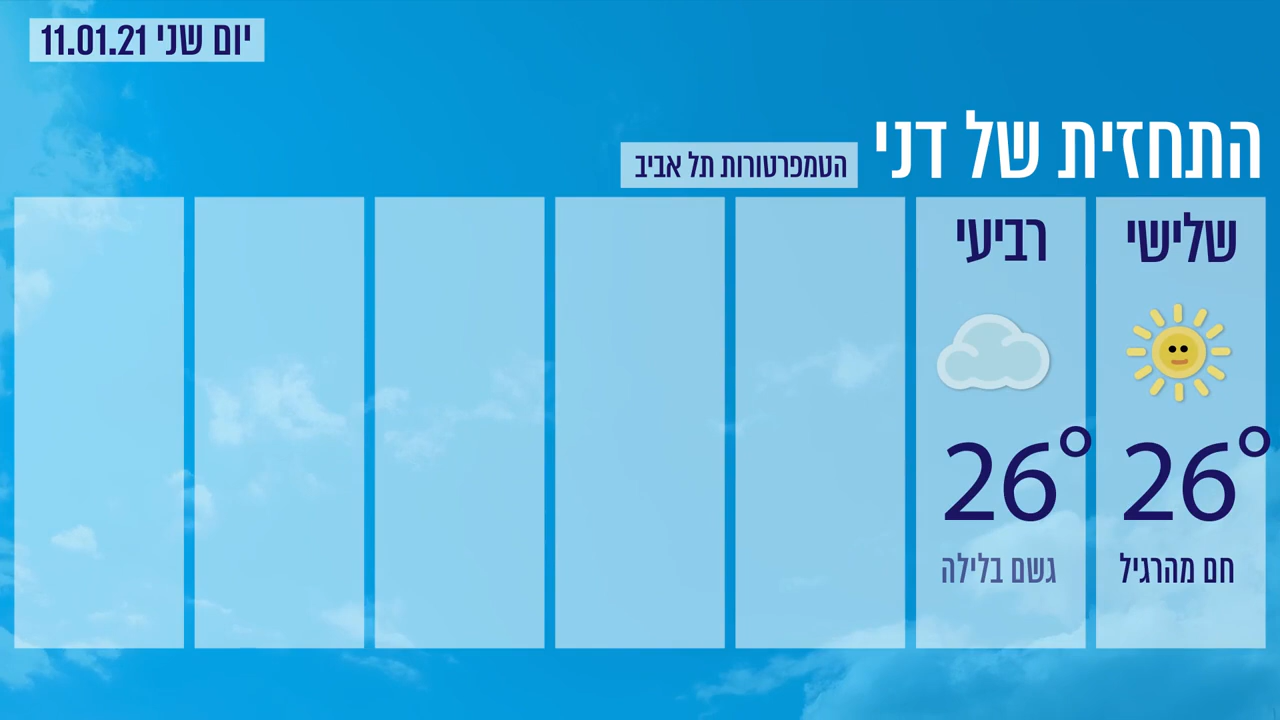 יום שני 11.01.21
התחזית של דני
הטמפרטורות תל אביב
שלישי
26°
חם מהרגיל
רביעי
26°
גשם בלילה